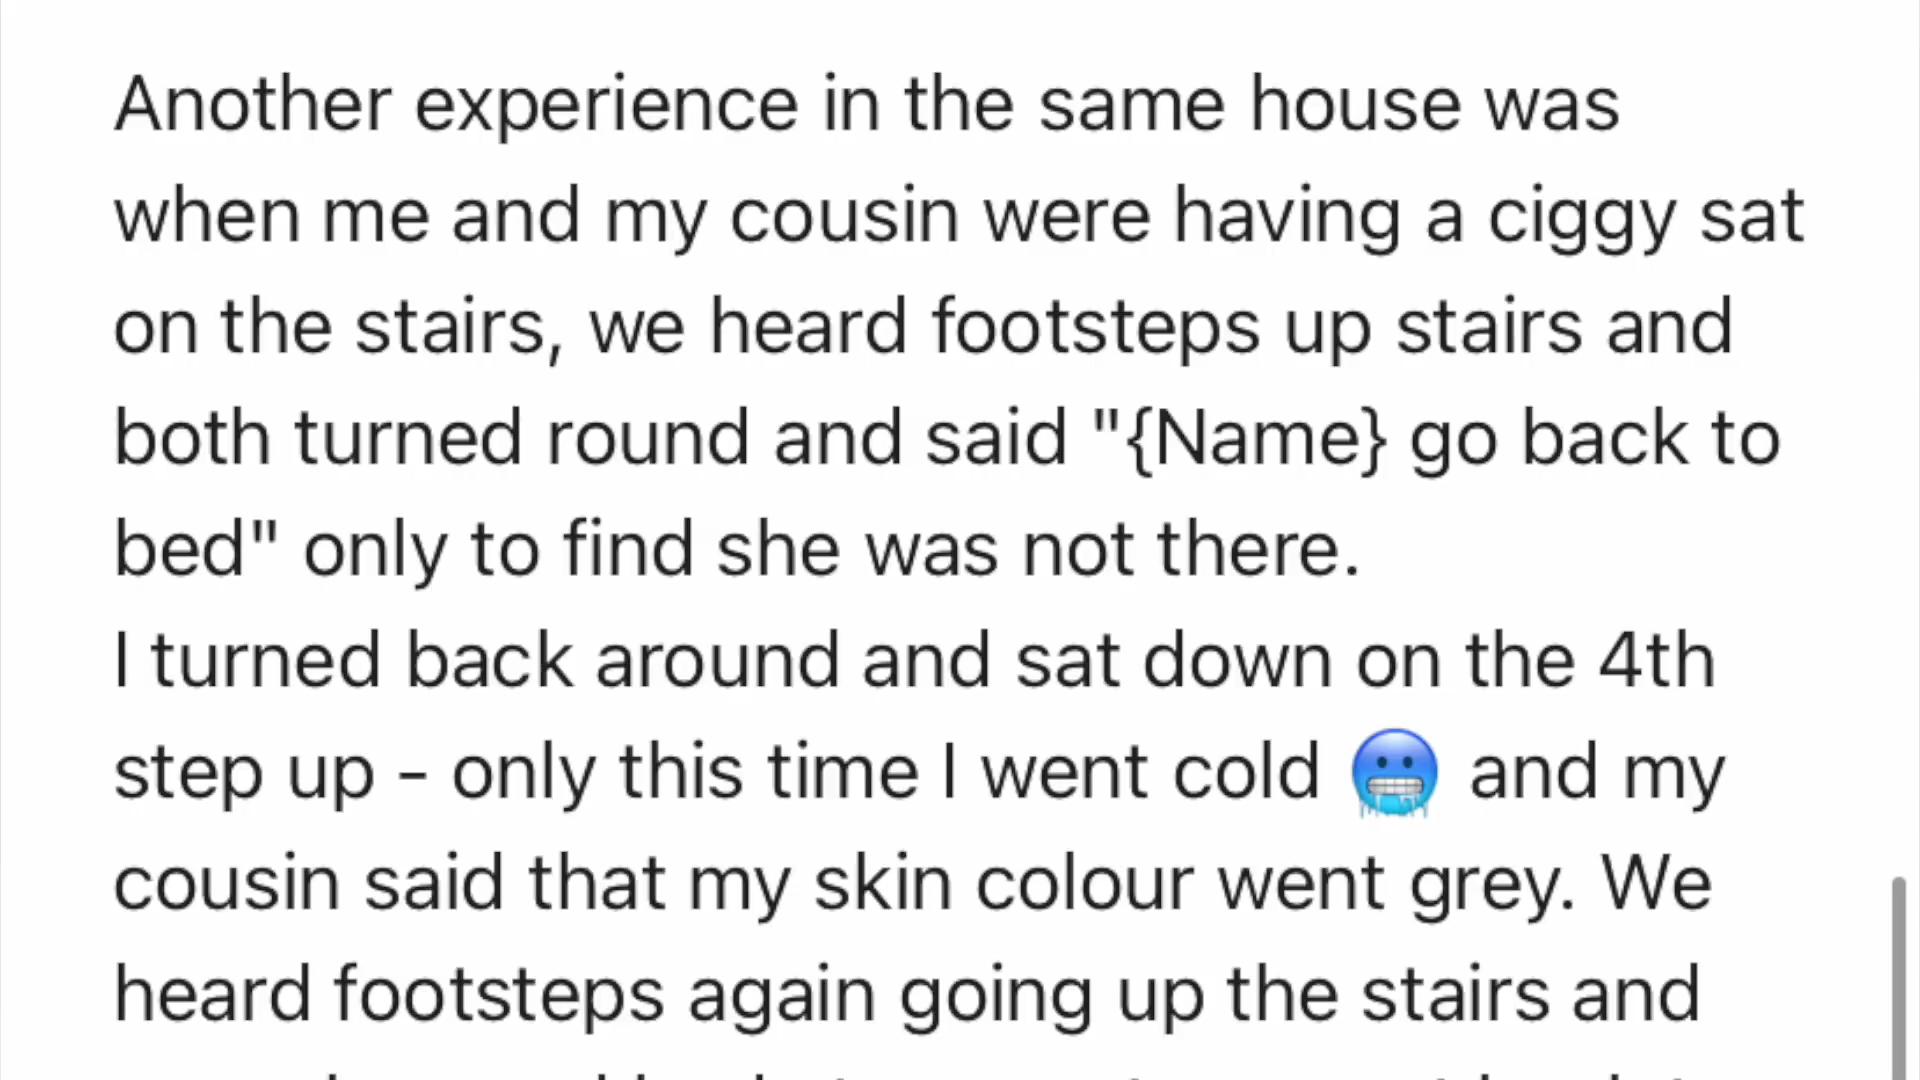 Another experience in the same house was
when me and my cousin were having a ciggy sat
on the stairs, we heard footsteps up stairs and
both turned round and said "{Name} go back to
bed" only to find she was not there.
I turned back around and sat down on the 4th
step up - only this time I went cold 🥶 and my
cousin said that my skin colour went grey. We
heard footsteps again going up the stairs and